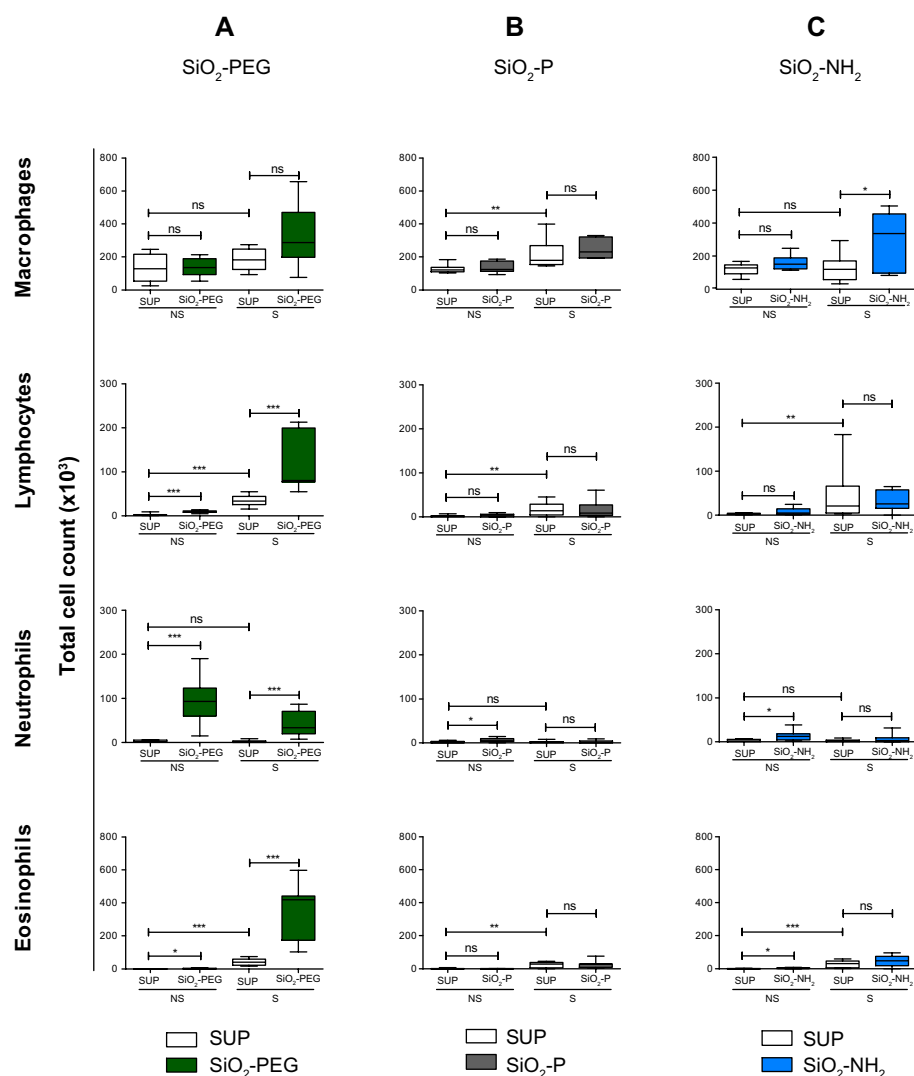 A B C
SiO2-PEG SiO2-P SiO2-NH2
Total cell count (x10³)
Macrophages
800 600 400 200 0
ns ns ns
SUP SiO2-PEG SUP SiO2-PEG
NS S
800 600 400 200 0
** ns ns
SUP SiO2-P SUP SiO2-P
NS S
800 600 400 200 0
ns ns *
SUP SiO2-NH2 SUP SiO2-NH2
NS S
Lymphocytes
300 200 100 0
*** *** ***
SUP SiO2-PEG SUP SiO2-PEG
NS S
300 200 100 0
** ns ns
SUP SiO2-P SUP SiO2-P
NS S
300 200 100 0
** ns ns
SUP SiO2-NH2 SUP SiO2-NH2
NS S
Neutrophils
300 200 100 0
ns *** ***
SUP SiO2-PEG SUP SiO2-PEG
NS S
300 200 100 0
ns * ns
SUP SiO2-P SUP SiO2-P
NS S
300 200 100 0
ns * ns
SUP SiO2-NH2 SUP SiO2-NH2
NS S
Eosinophils
800 600 400 200 0
*** * ***
SUP SiO2-PEG SUP SiO2-PEG
NS S
800 600 400 200 0
** ns ns
SUP SiO2-P SUP SiO2-P
NS S
800 600 400 200 0
*** * ns
SUP SiO2-NH2 SUP SiO2-NH2
NS S
SUP SUP SUP
SiO2-PEG SiO2-P SiO2-NH2